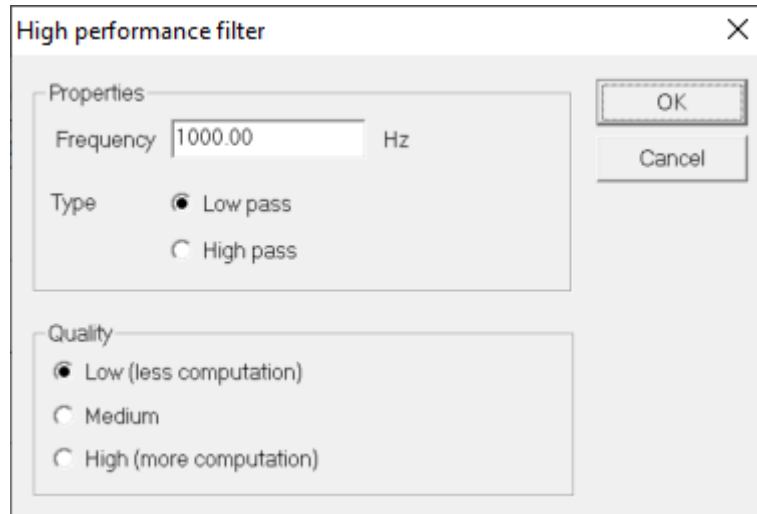 High performance filter
Properties
Frequency 1000.00 Hz
Type Low pass
High pass
OK
Cancel
Quality
Low (less computation)
Medium
High (more computation)